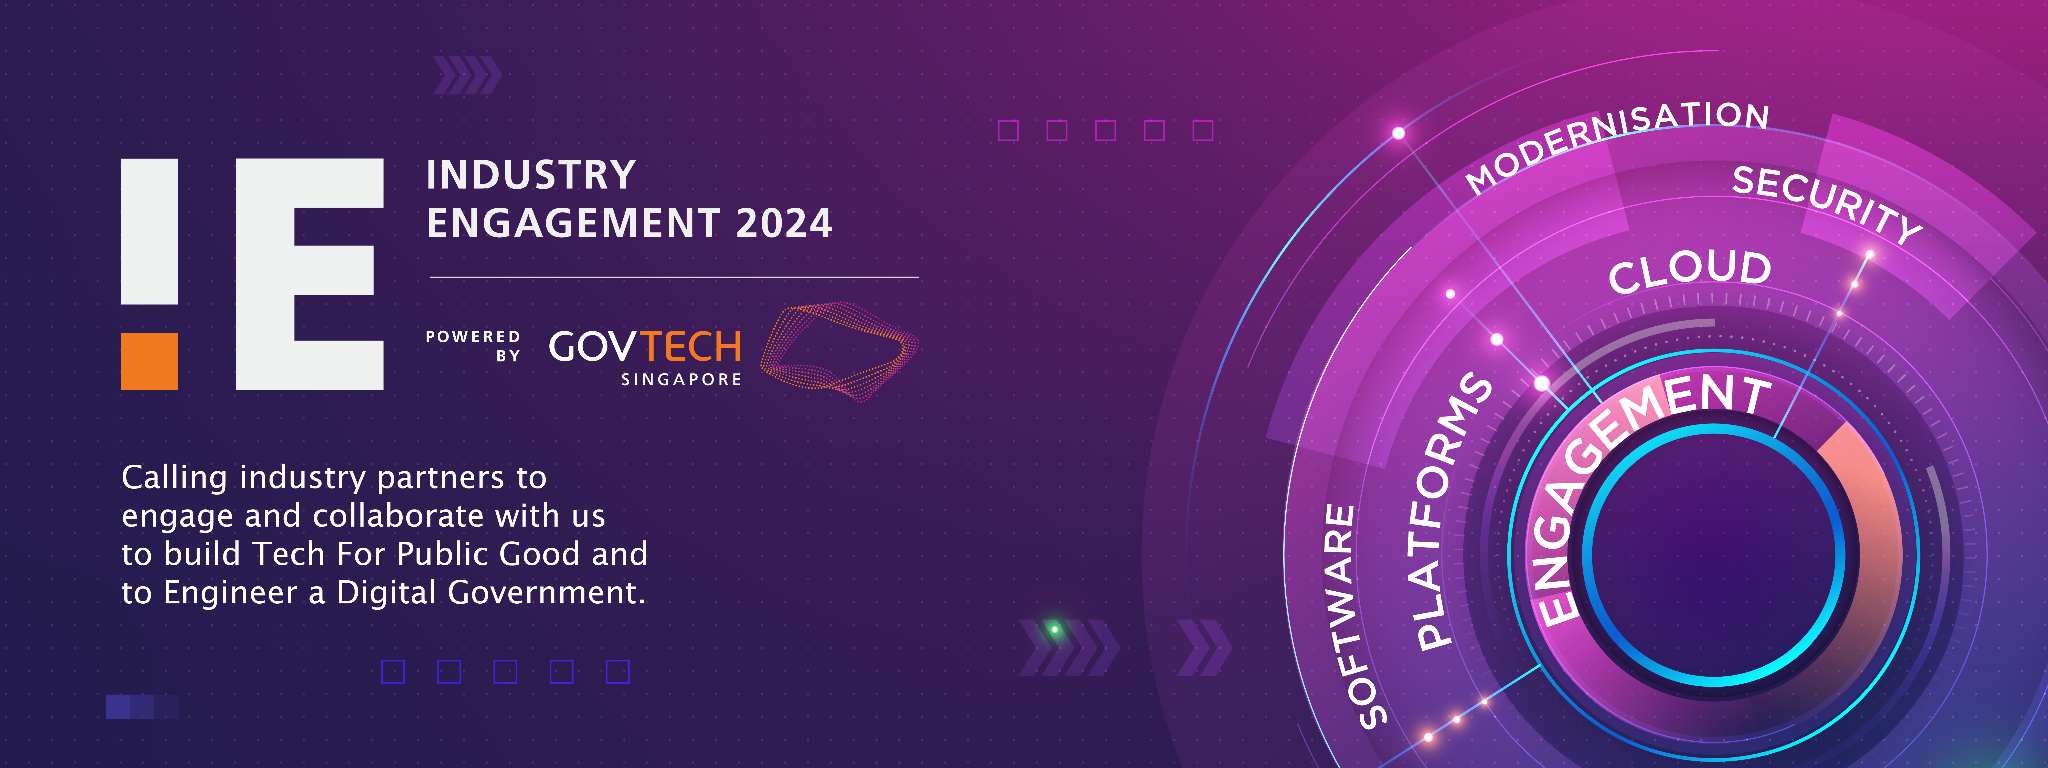 !E
INDUSTRY
ENGAGEMENT 2024
POWERED
BY
GOVTECH
SINGAPORE
Calling industry partners to
engage and collaborate with us
to build Tech For Public Good and
to Engineer a Digital Government.
MODERNISATION
SECURITY
CLOUD
PLATFORMS
SOFTWARE
ENGAGEMENT